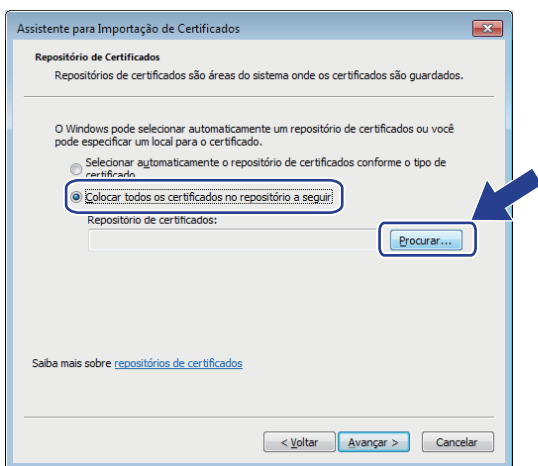 Assistente para Importação de Certificados
Repositório de Certificados
Repositórios de certificados são áreas do sistema onde os certificados são guardados.
O Windows pode selecionar automaticamente um repositório de certificados ou você
pode especificar um local para o certificado.
Selecionar automaticamente o repositório de certificados conforme o tipo de
certificado
Colocar todos os certificados no repositório a seguir
Repositório de certificados:
Procurar...
Saiba mais sobre repositórios de certificados
< Voltar Avançar > Cancelar